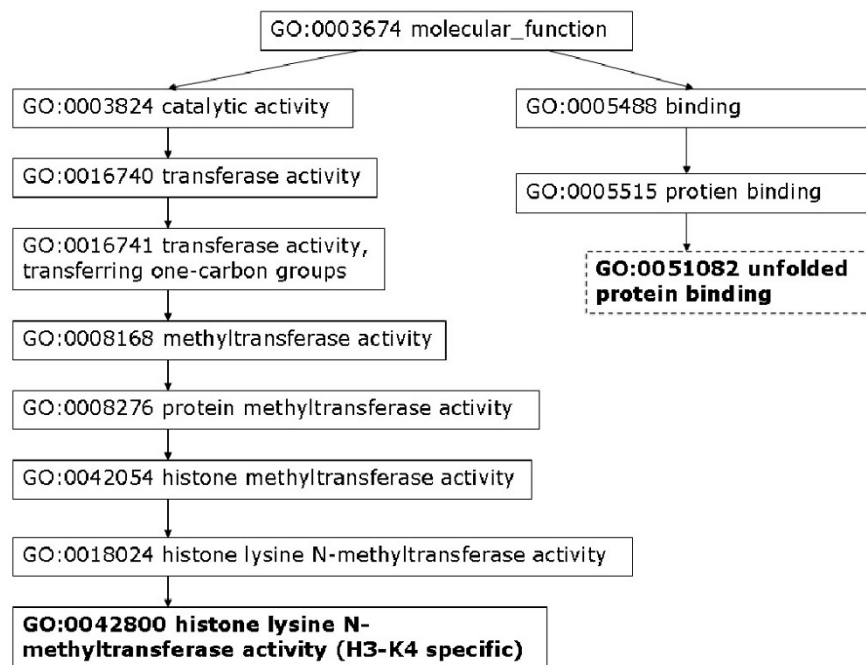 GO:0003674 molecular_function
GO:0003824 catalytic activity
GO:0005488 binding
GO:0016740 transferase activity
GO:0005515 protien binding
GO:0016741 transferase activity,
transferring one-carbon groups
GO:0051082 unfolded
protein binding
GO:0008168 methyltransferase activity
GO:0008276 protein methyltransferase activity
GO:0042054 histone methyltransferase activity
GO:0018024 histone lysine N-methyltransferase activity
GO:0042800 histone lysine N-
methyltransferase activity (H3-K4 specific)